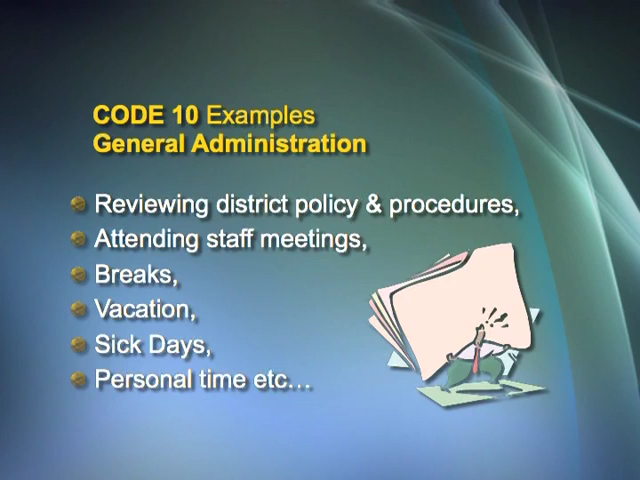 CODE 10 Examples
General Administration
Reviewing district policy & procedures,
Attending staff meetings,
Breaks,
Vacation,
Sick Days,
Personal time etc…